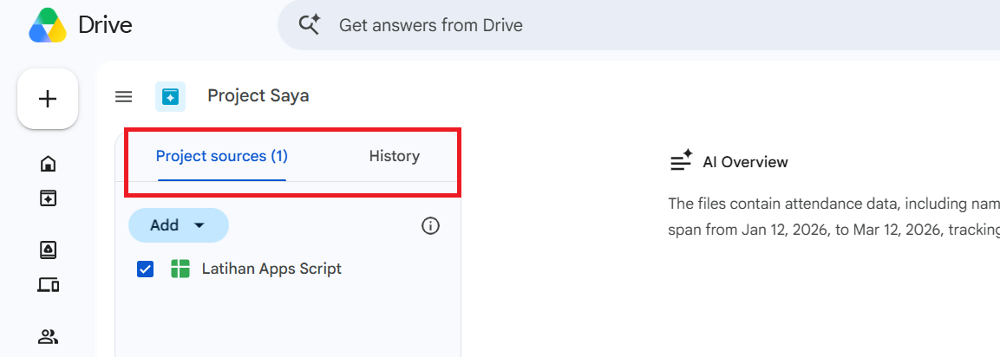 Drive
Get answers from Drive
Project Saya
Project sources (1)
History
Add
Latihan Apps Script
AI Overview
The files contain attendance data, including nam
span from Jan 12, 2026, to Mar 12, 2026, tracking